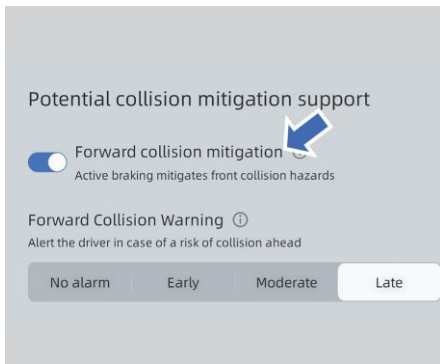 Potential collision mitigation support
Forward collision mitigation
Active braking mitigates front collision hazards
Forward Collision Warning
Alert the driver in case of a risk of collision ahead
No alarm Early Moderate Late